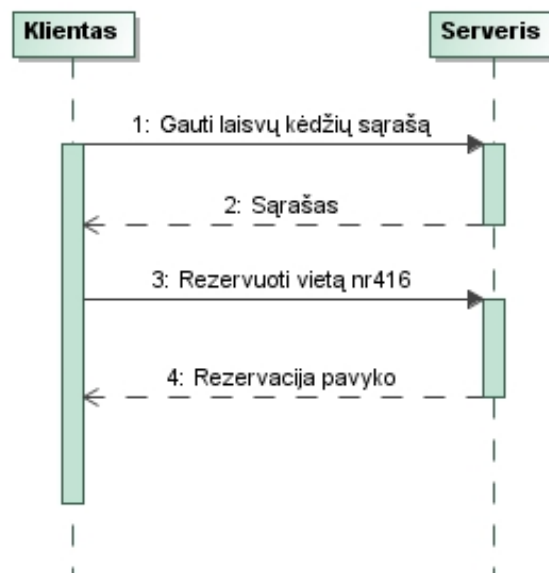 Klientas
Serveris
1: Gauti laisvų kėdžių sąrašą
2: Sąrašas
3: Rezervuoti vietą nr416
4: Rezervacija pavyko